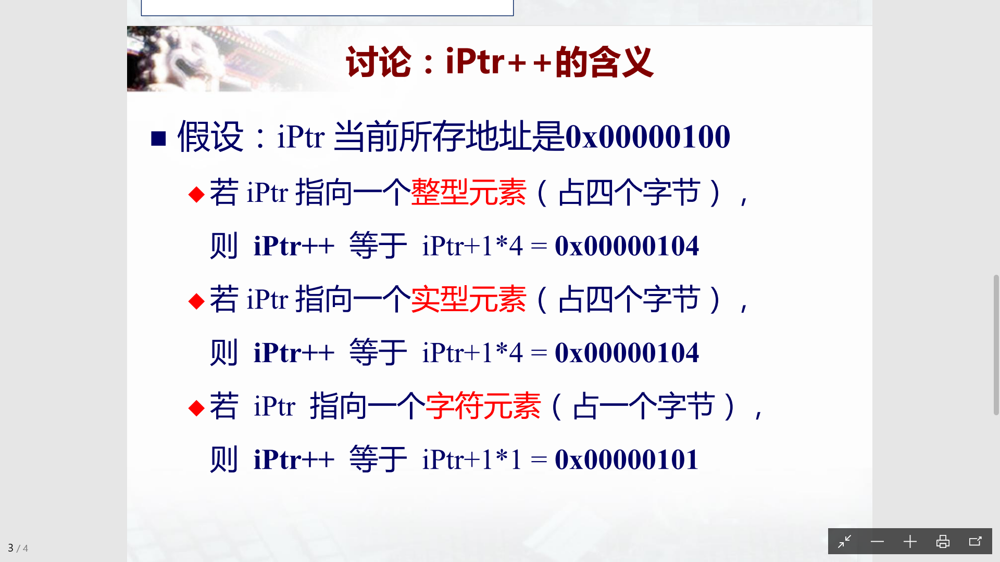 讨论：iPtr++的含义
■ 假设：iPtr 当前所存地址是0x00000100
◆若 iPtr 指向一个整型元素（占四个字节），
则 iPtr++ 等于 iPtr+1*4 = 0x00000104
◆若 iPtr 指向一个实型元素（占四个字节），
则 iPtr++ 等于 iPtr+1*4 = 0x00000104
◆若 iPtr 指向一个字符元素（占一个字节），
则 iPtr++ 等于 iPtr+1*1 = 0x00000101
3 / 4